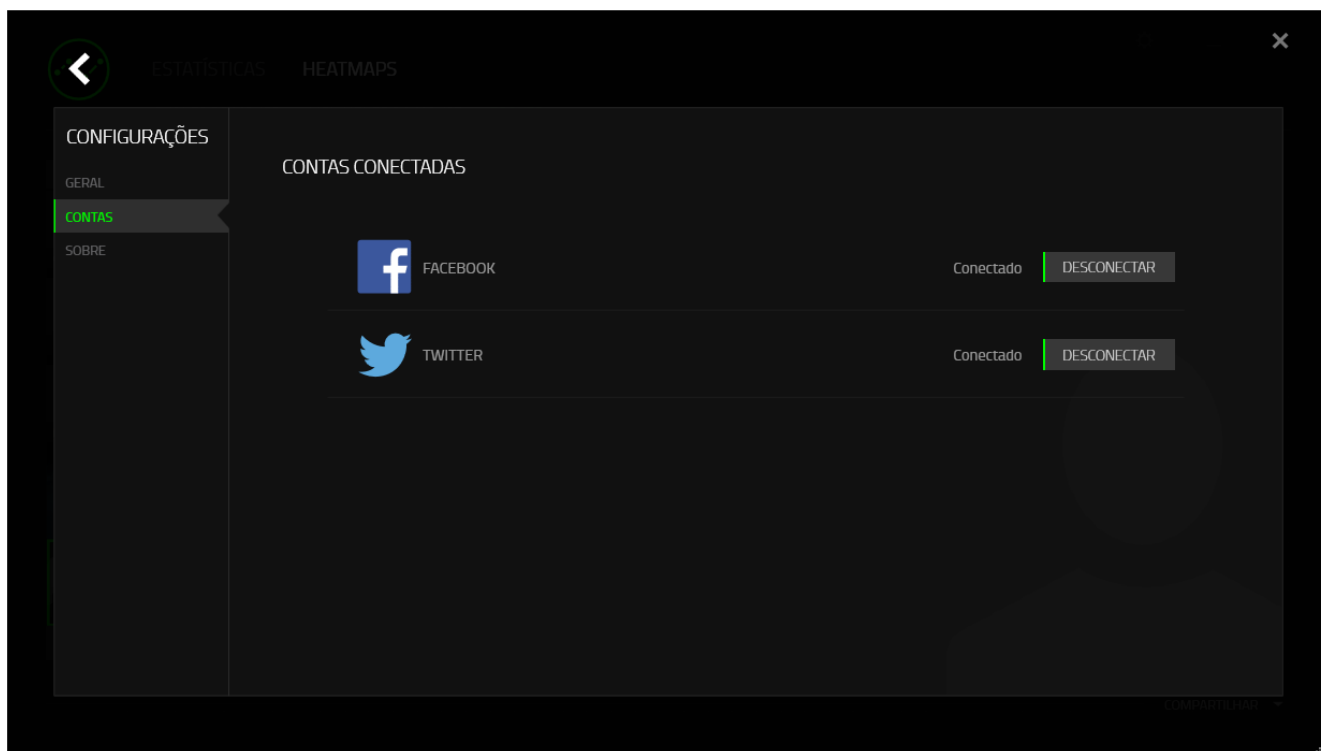 ESTATÍSTICAS HEATMAPS
CONFIGURAÇÕES
GERAL
CONTAS
SOBRE
CONTAS CONECTADAS
FACEBOOK Conectado DESCONECTAR
TWITTER Conectado DESCONECTAR
COMPARTILHAR